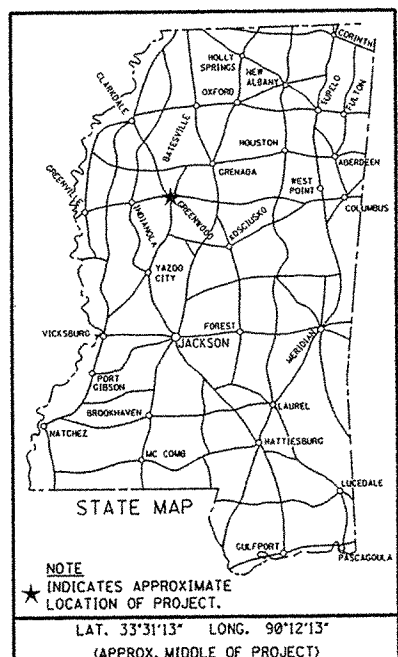 CORINTH
HOLLY
SPRINGS
NEW
ALBANY
CLARKDALE
OXFORD
TUPELO
FULTON
BATESVILLE
HOUSTON
ABERDEEN
GRENADA
GREENVILLE
WEST
POINT
COLUMBUS
INDIANOLA
GREENWOOD
KOSCIUSKO
YAZOO
CITY
VICKSBURG
JACKSON
FOREST
MERIDIAN
PORT
GIBSON
BROOKHAVEN
LAUREL
NATCHEZ
HATTIESBURG
MC COMB
LUCEDALE
STATE MAP
GULFPORT
PASCAGOULA
NOTE
INDICATES APPROXIMATE
LOCATION OF PROJECT.
LAT. 33°31'13" LONG. 90°12'13"
(APPROX. MIDDLE OF PROJECT)